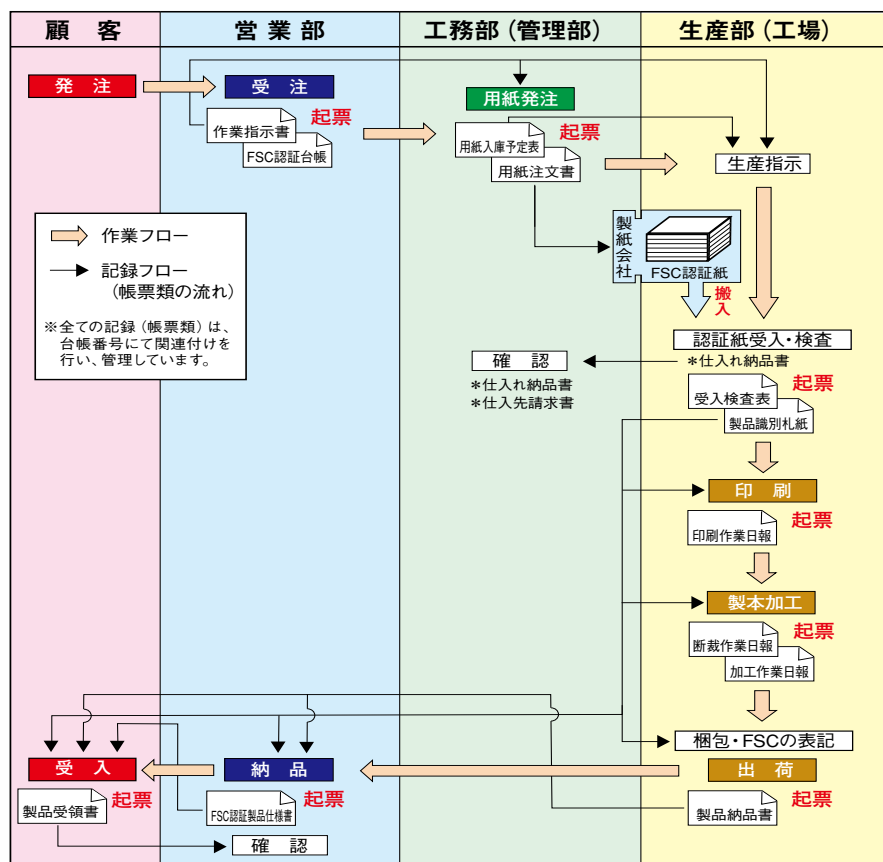 顧客
営業部
工務部（管理部）
生産部（工場）
発注
受注
起票
作業指示書
FSC認証台帳
用紙発注
起票
用紙入庫予定表
用紙注文書
生産指示
製紙会社
FSC認証紙
搬入
作業フロー
記録フロー
（帳票類の流れ）
※全ての記録（帳票類）は、
台帳番号にて関連付けを
行い、管理しています。
認証紙受入・検査
＊仕入れ納品書
確認
＊仕入れ納品書
＊仕入先請求書
起票
受入検査表
製品識別札紙
印刷
起票
印刷作業日報
製本加工
起票
断裁作業日報
加工作業日報
梱包・FSCの表記
出荷
起票
製品納品書
納品
起票
FSC認証製品仕様書
確認
受入
起票
製品受領書